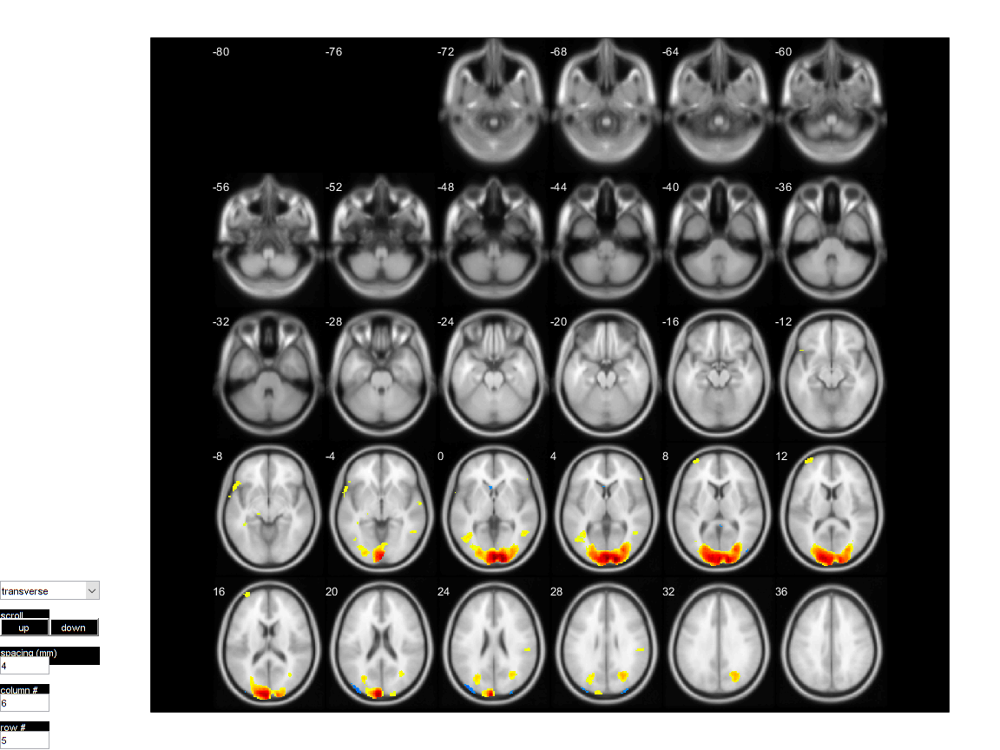 -80 -76 -72 -68 -64 -60
-56 -52 -48 -44 -40 -36
-32 -28 -24 -20 -16 -12
-8 -4 0 4 8 12
16 20 24 28 32 36
transverse
scroll
up down
spacing (mm)
4
column #
6
row #
5